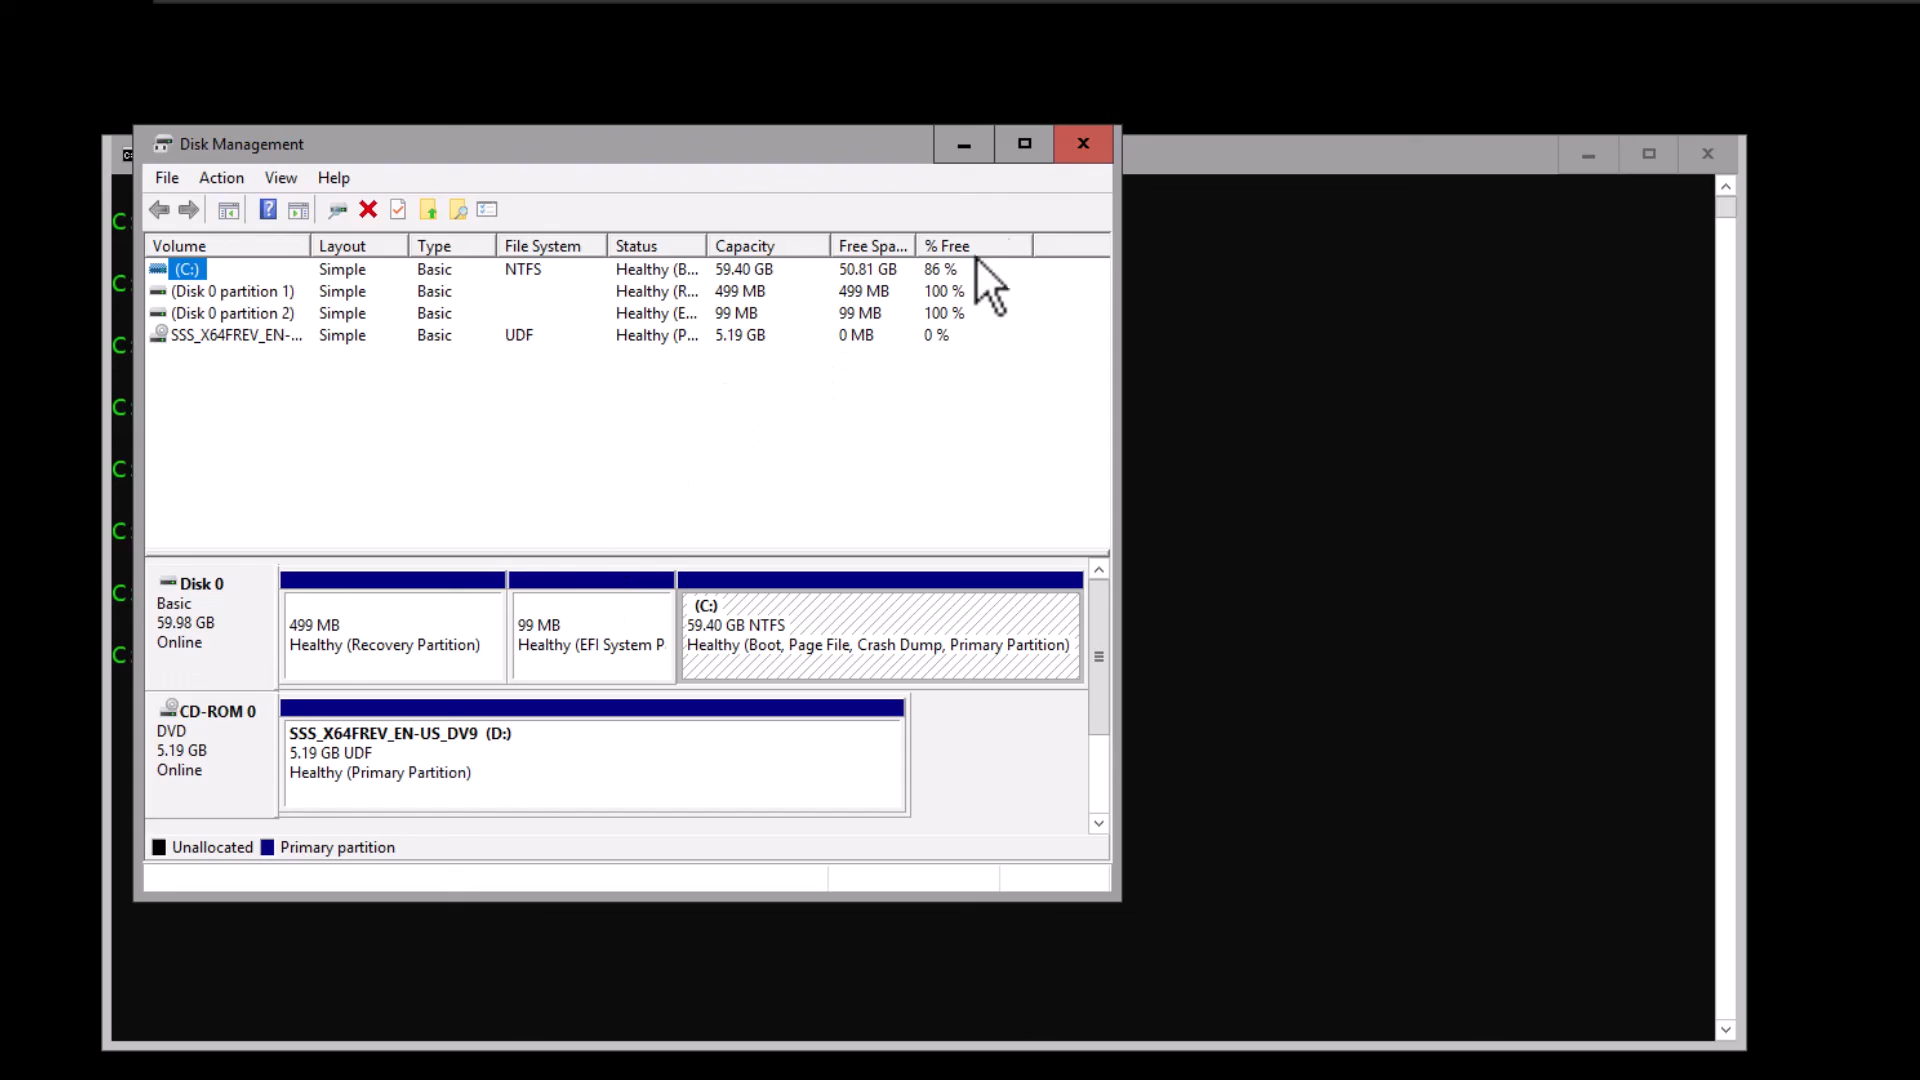 Disk Management
File Action View Help
Volume Layout Type File System Status Capacity Free Spa... % Free
(C:) Simple Basic NTFS Healthy (B... 59.40 GB 50.81 GB 86 %
(Disk 0 partition 1) Simple Basic Healthy (R... 499 MB 499 MB 100 %
(Disk 0 partition 2) Simple Basic Healthy (E... 99 MB 99 MB 100 %
SSS_X64FREV_EN-... Simple Basic UDF Healthy (P... 5.19 GB 0 MB 0 %
Disk 0
Basic
59.98 GB
Online
499 MB
Healthy (Recovery Partition)
99 MB
Healthy (EFI System P
(C:)
59.40 GB NTFS
Healthy (Boot, Page File, Crash Dump, Primary Partition)
CD-ROM 0
DVD
5.19 GB
Online
SSS_X64FREV_EN-US_DV9 (D:)
5.19 GB UDF
Healthy (Primary Partition)
Unallocated Primary partition
C:
C:
C:
C:
C:
C:
C:
C: